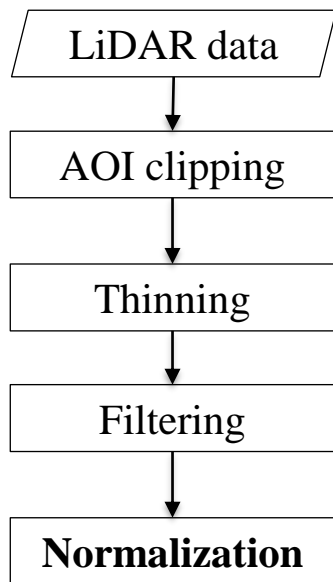 LiDAR data
AOI clipping
Thinning
Filtering
Normalization